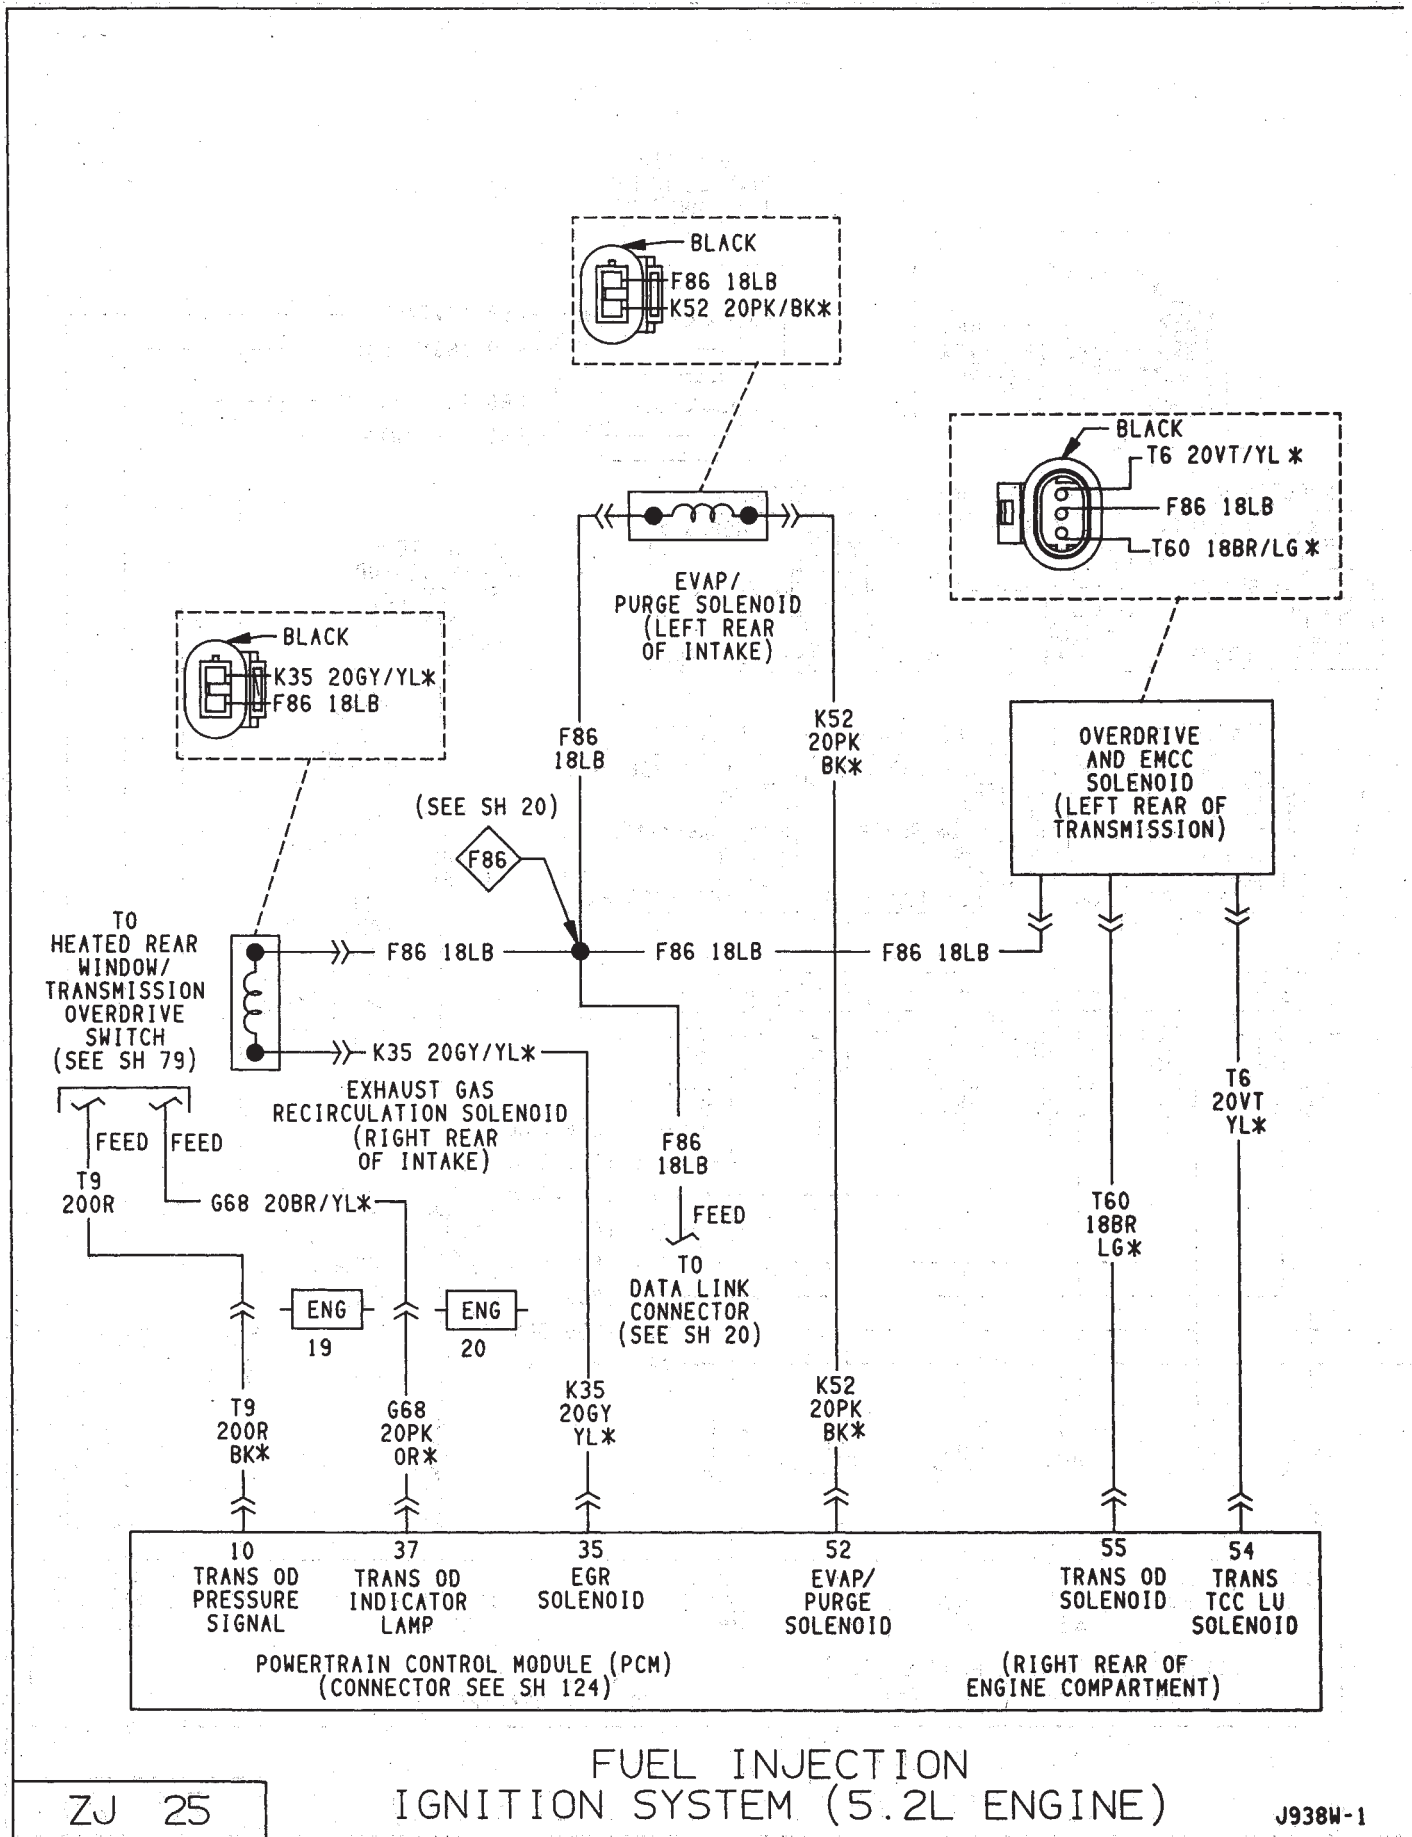 BLACK
F86 18LB
K52 20PK/BK*
BLACK
T6 20VT/YL *
F86 18LB
T60 18BR/LG *
EVAP/
PURGE SOLENOID
(LEFT REAR
OF INTAKE)
BLACK
K35 20GY/YL*
F86 18LB
F86
18LB
K52
20PK
BK*
OVERDRIVE
AND EMCC
SOLENOID
(LEFT REAR OF
TRANSMISSION)
(SEE SH 20)
F86
TO
HEATED REAR
WINDOW/
TRANSMISSION
OVERDRIVE
SWITCH
(SEE SH 79)
F86 18LB
F86 18LB
F86 18LB
K35 20GY/YL*
EXHAUST GAS
RECIRCULATION SOLENOID
(RIGHT REAR
OF INTAKE)
T6
20VT
YL*
FEED
FEED
F86
18LB
T9
20OR
G68 20BR/YL*
FEED
T60
18BR
LG*
TO
DATA LINK
CONNECTOR
(SEE SH 20)
ENG
19
ENG
20
T9
20OR
BK*
G68
20PK
OR*
K35
20GY
YL*
K52
20PK
BK*
10
TRANS OD
PRESSURE
SIGNAL
37
TRANS OD
INDICATOR
LAMP
35
EGR
SOLENOID
52
EVAP/
PURGE
SOLENOID
55
TRANS OD
SOLENOID
54
TRANS
TCC LU
SOLENOID
POWERTRAIN CONTROL MODULE (PCM)
(CONNECTOR SEE SH 124)
(RIGHT REAR OF
ENGINE COMPARTMENT)
FUEL INJECTION
IGNITION SYSTEM (5.2L ENGINE)
ZJ 25
J938W-1